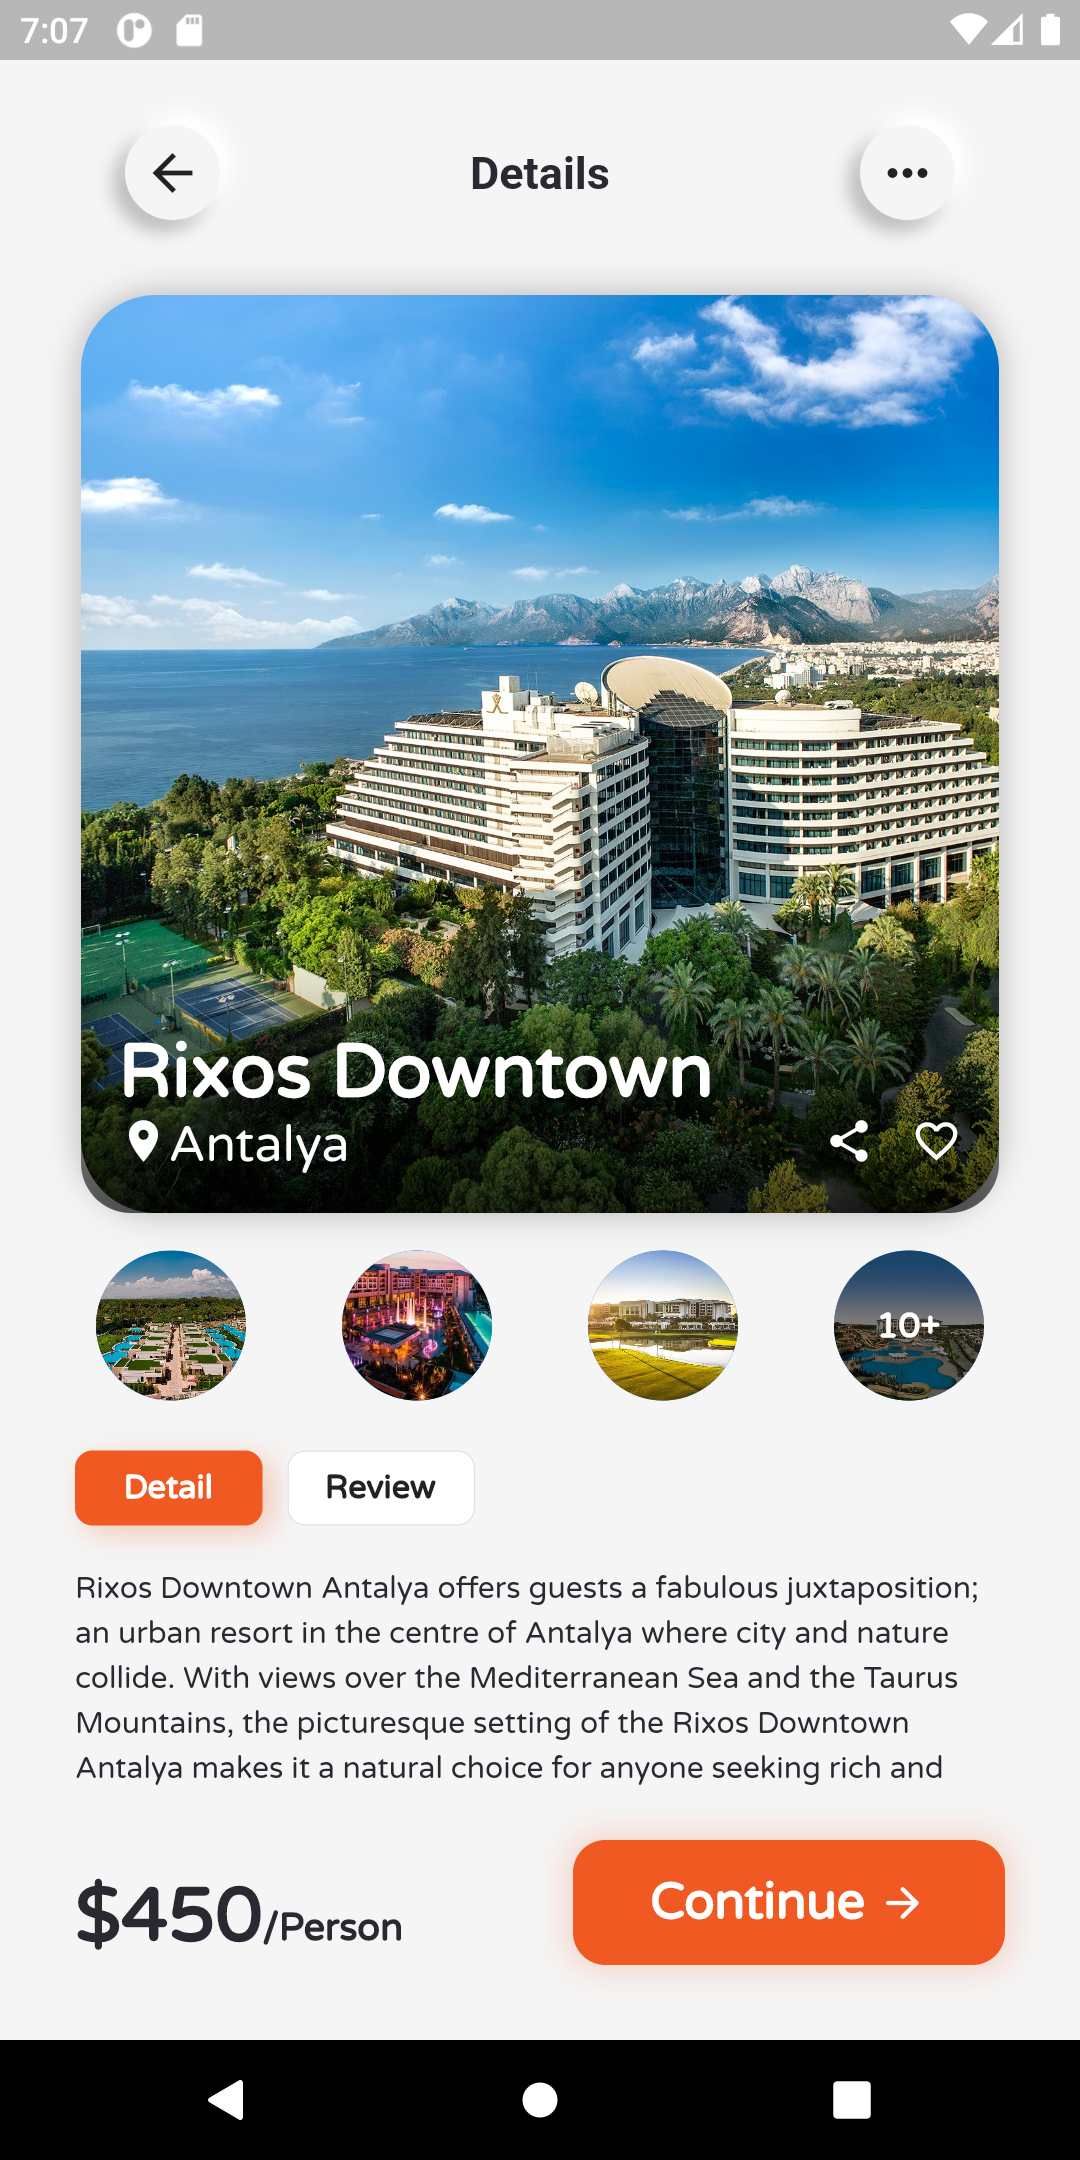 7:07
Details
Rixos Downtown
Antalya
10+
Detail
Review
Rixos Downtown Antalya offers guests a fabulous juxtaposition;
an urban resort in the centre of Antalya where city and nature
collide. With views over the Mediterranean Sea and the Taurus
Mountains, the picturesque setting of the Rixos Downtown
Antalya makes it a natural choice for anyone seeking rich and
$450/Person
Continue →